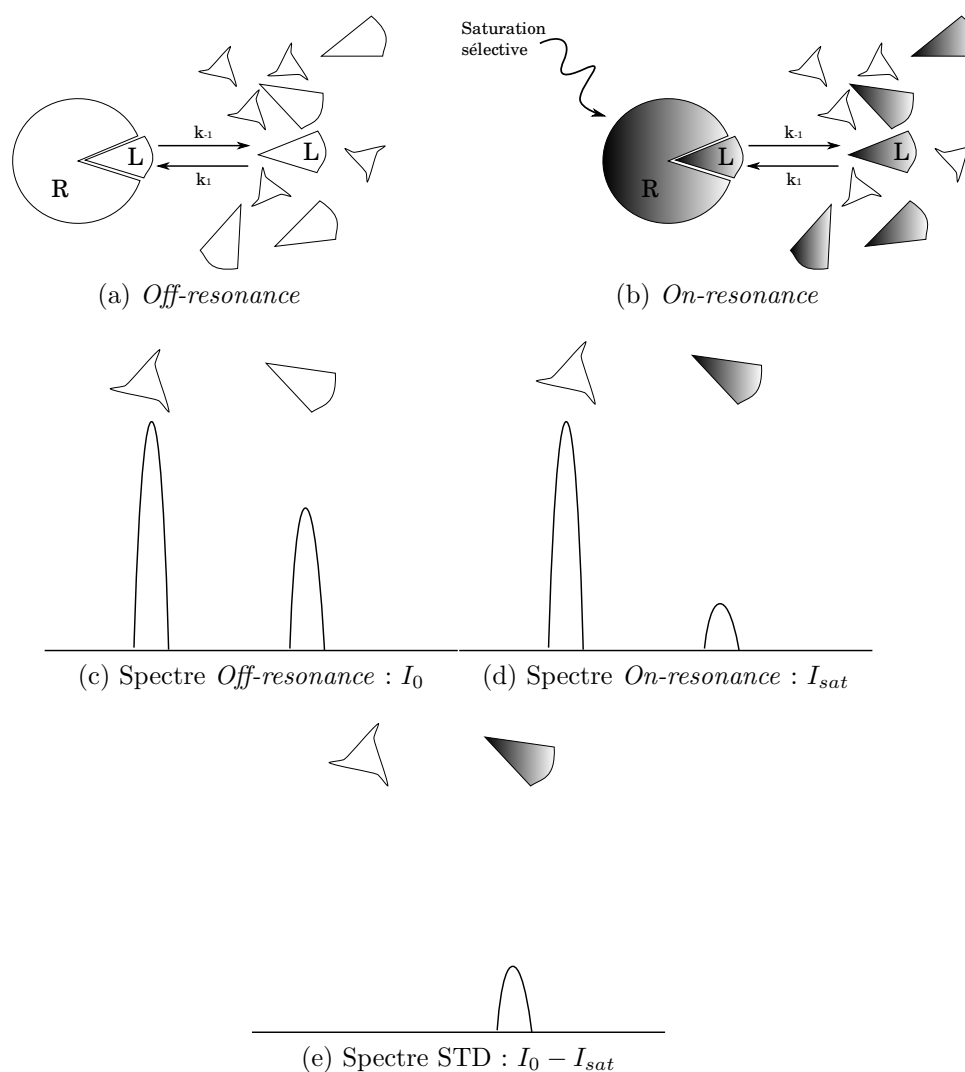 Saturation
sélective
k-1
k1
R
L
L
k-1
k1
R
L
L
(a) Off-resonance
(b) On-resonance
(c) Spectre Off-resonance : I₀
(d) Spectre On-resonance : Iₛₐₜ
(e) Spectre STD : I₀ − Iₛₐₜ